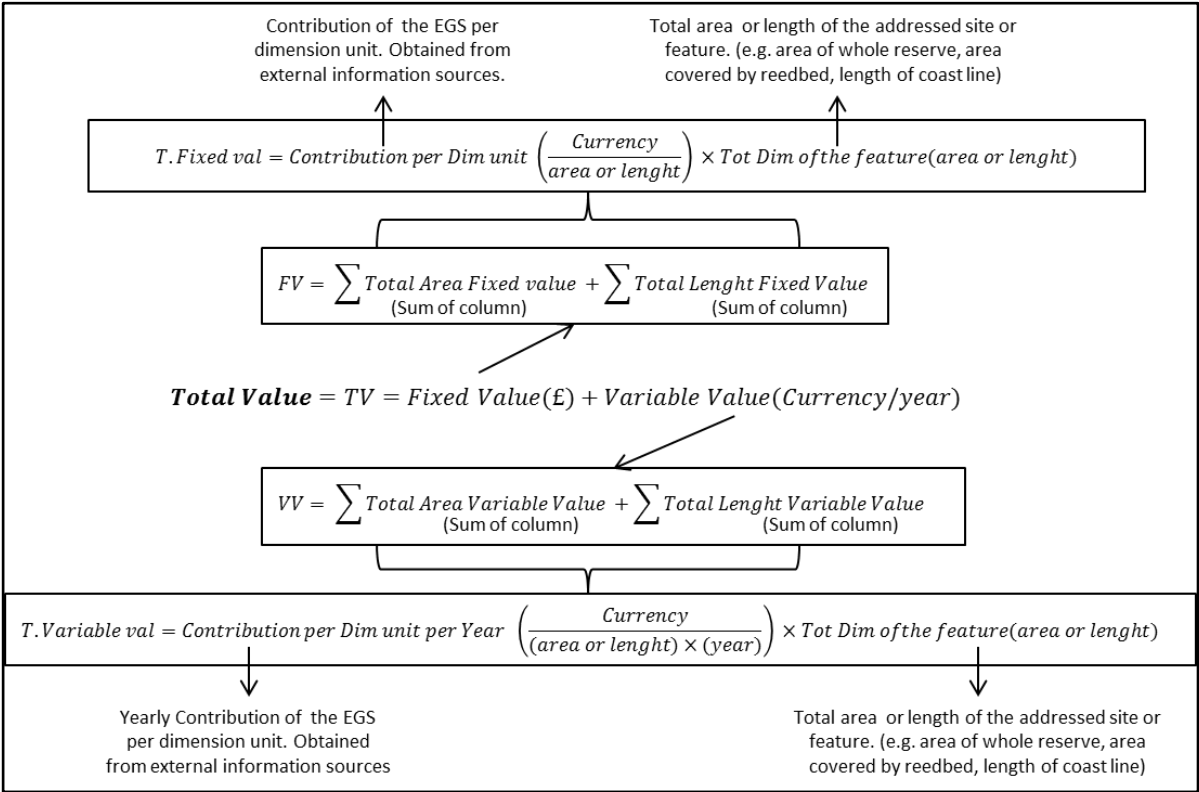 Contribution of the EGS per
dimension unit. Obtained from
external information sources.
Total area or length of the addressed site or
feature. (e.g. area of whole reserve, area
covered by reedbed, length of coast line)
T.Fixed val = Contribution per Dim unit (Currency / area or lenght) × Tot Dim of the feature(area or lenght)
FV = ∑ Total Area Fixed value + ∑ Total Lenght Fixed Value
(Sum of column) (Sum of column)
Total Value = TV = Fixed Value(£) + Variable Value(Currency/year)
VV = ∑ Total Area Variable Value + ∑ Total Lenght Variable Value
(Sum of column) (Sum of column)
T.Variable val = Contribution per Dim unit per Year (Currency / (area or lenght) × (year)) × Tot Dim of the feature(area or lenght)
Yearly Contribution of the EGS
per dimension unit. Obtained
from external information sources
Total area or length of the addressed site or
feature. (e.g. area of whole reserve, area
covered by reedbed, length of coast line)